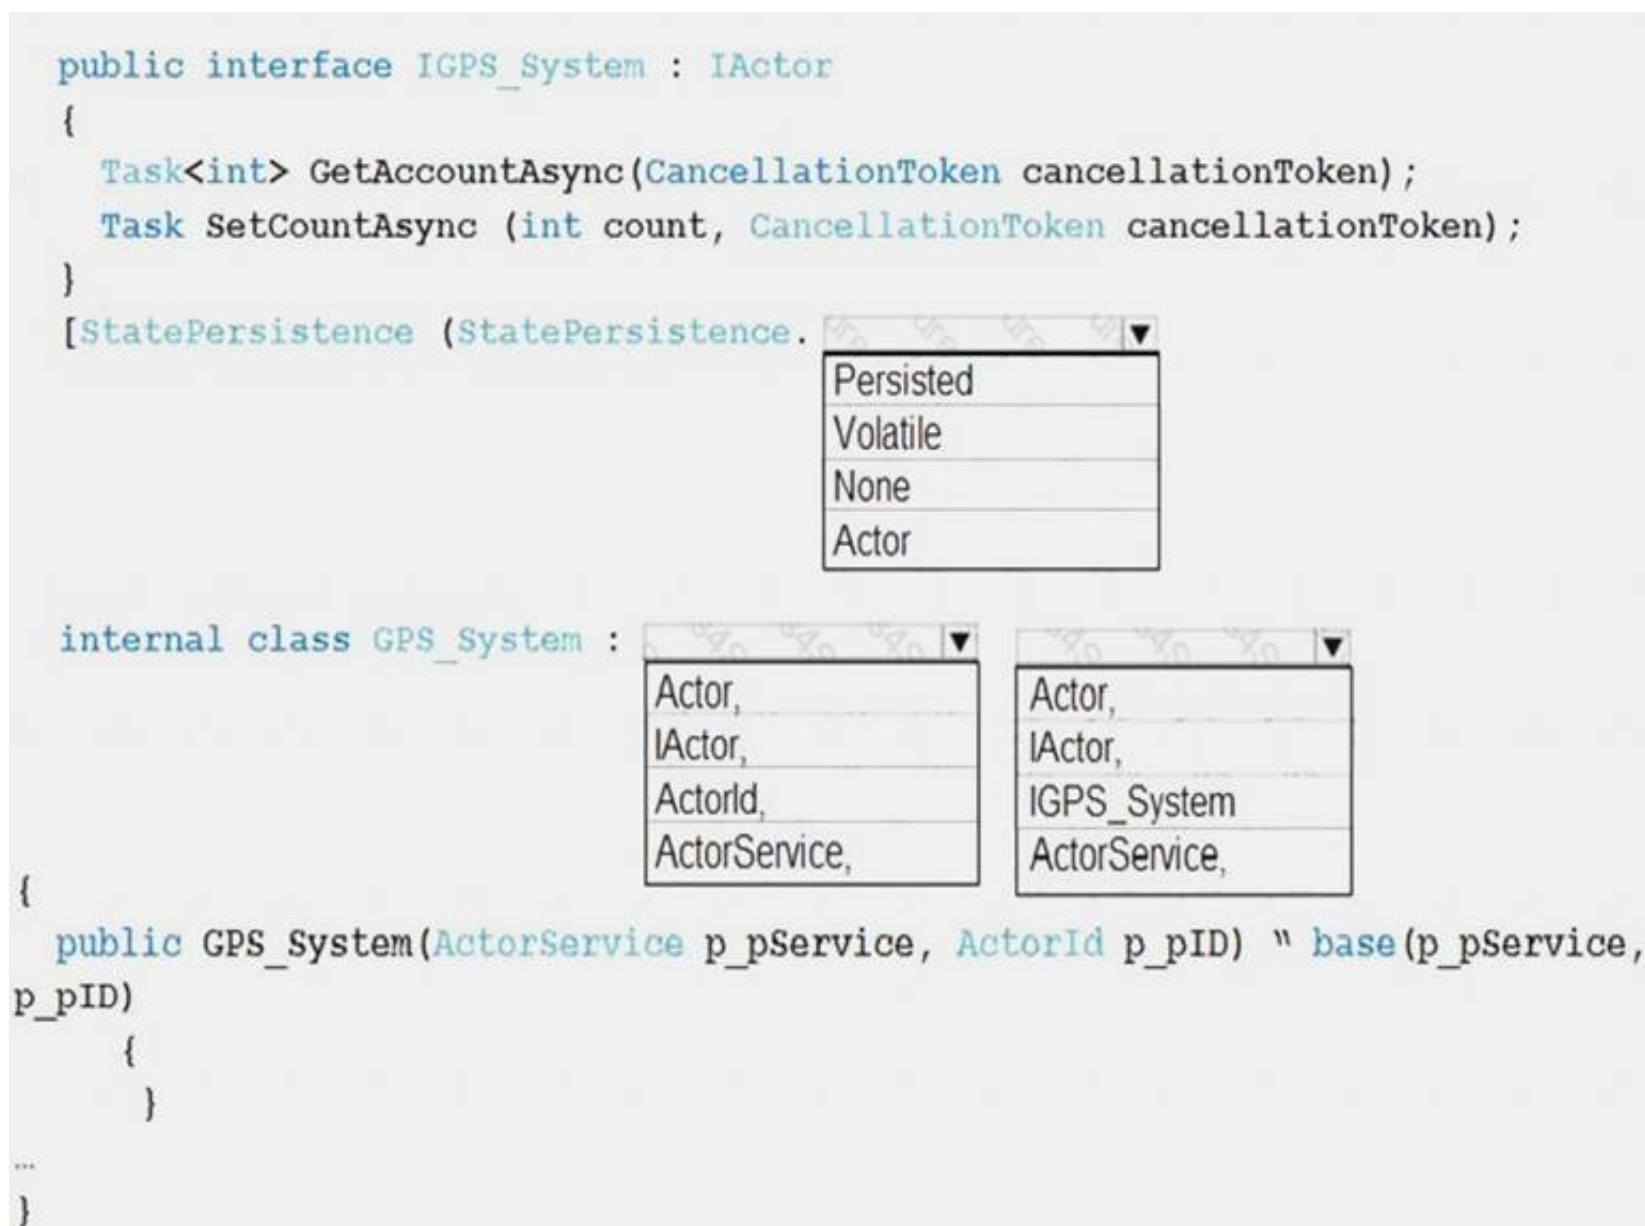 public interface IGPS_System : IActor
{
Task<int> GetAccountAsync(CancellationToken cancellationToken);
Task SetCountAsync (int count, CancellationToken cancellationToken);
}
[StatePersistence (StatePersistence.
Persisted
Volatile
None
Actor
internal class GPS_System :
Actor,
IActor,
ActorId,
ActorService,
Actor,
IActor,
IGPS_System
ActorService,
{
public GPS_System(ActorService p_pService, ActorId p_pID) " base(p_pService,
p_pID)
{
}
...
}